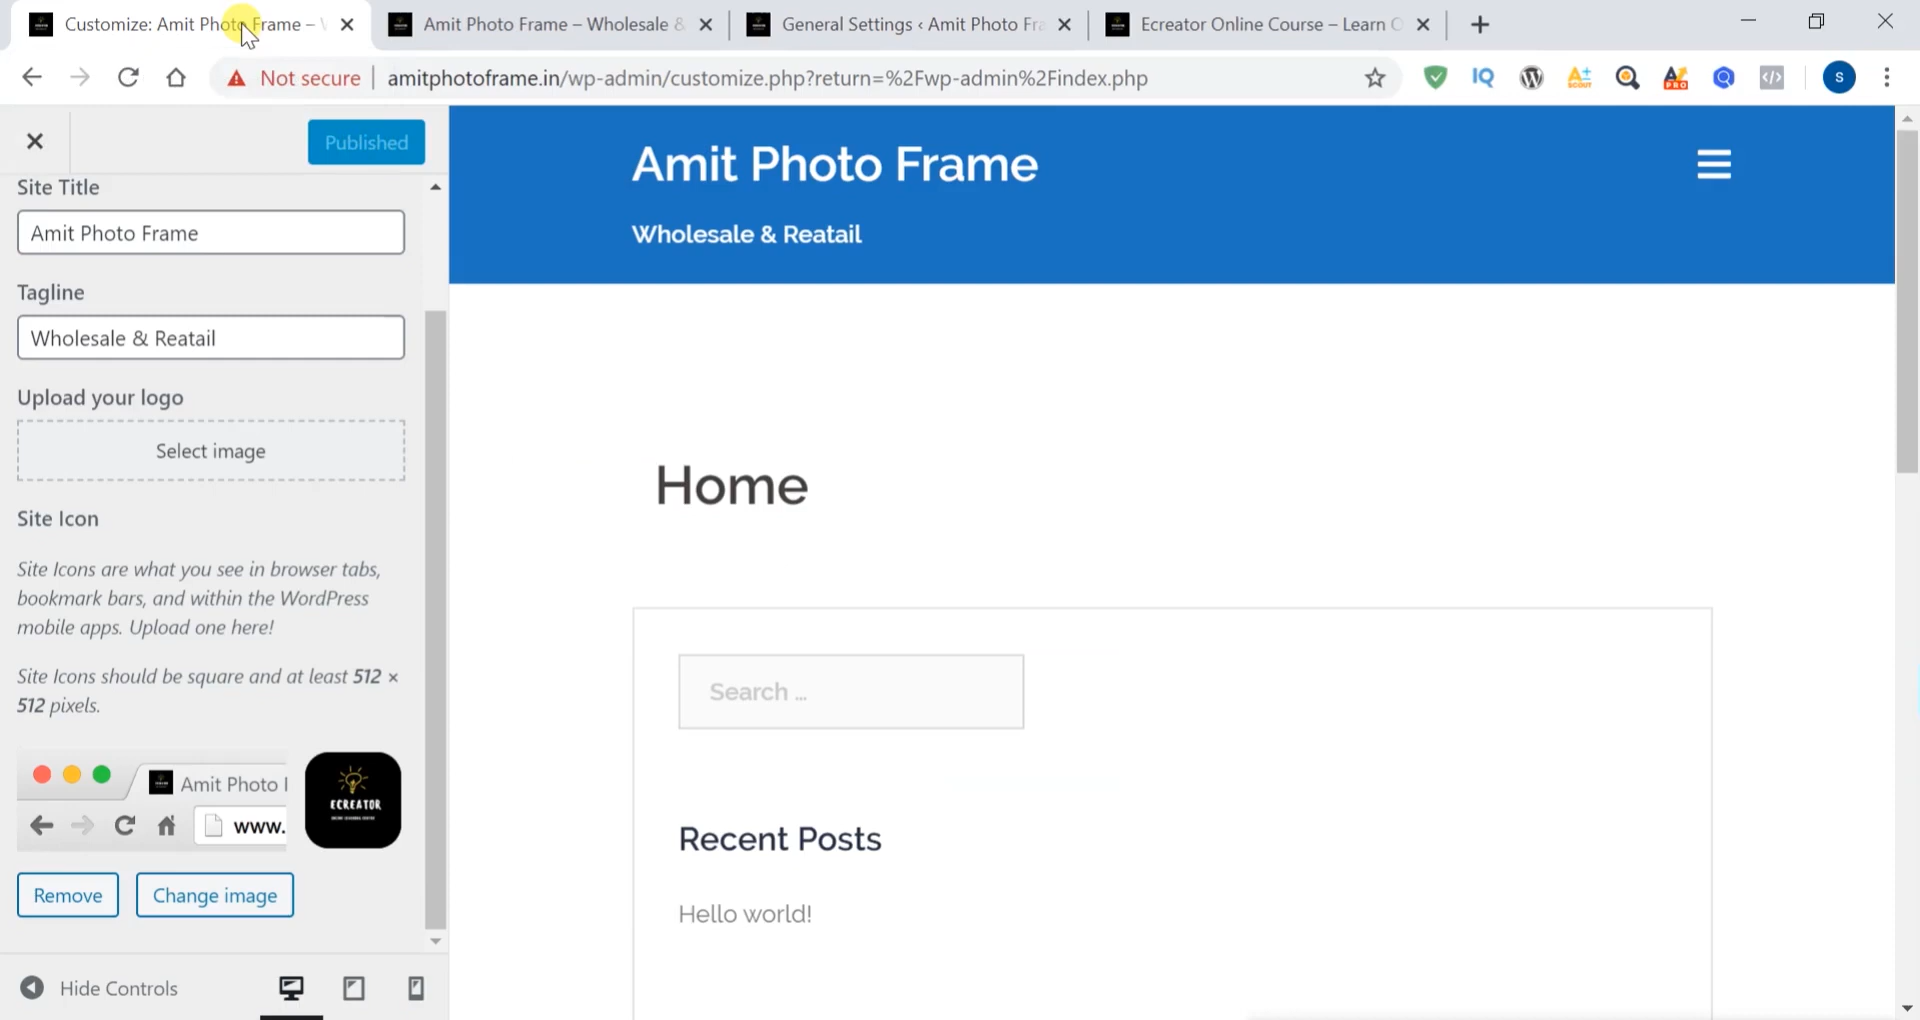 Customize: Amit Photo Frame –
Amit Photo Frame – Wholesale &
General Settings ‹ Amit Photo Fra
Ecreator Online Course – Learn O
Not secure
amitphotoframe.in/wp-admin/customize.php?return=%2Fwp-admin%2Findex.php
IQ
A+
SCOUT
PRO
S
Published
Site Title
Amit Photo Frame
Tagline
Wholesale & Reatail
Upload your logo
Select image
Site Icon
Site Icons are what you see in browser tabs,
bookmark bars, and within the WordPress
mobile apps. Upload one here!
Site Icons should be square and at least 512 ×
512 pixels.
Amit Photo
www.
ECREATOR
Remove
Change image
Hide Controls
Amit Photo Frame
Wholesale & Reatail
Home
Search …
Recent Posts
Hello world!